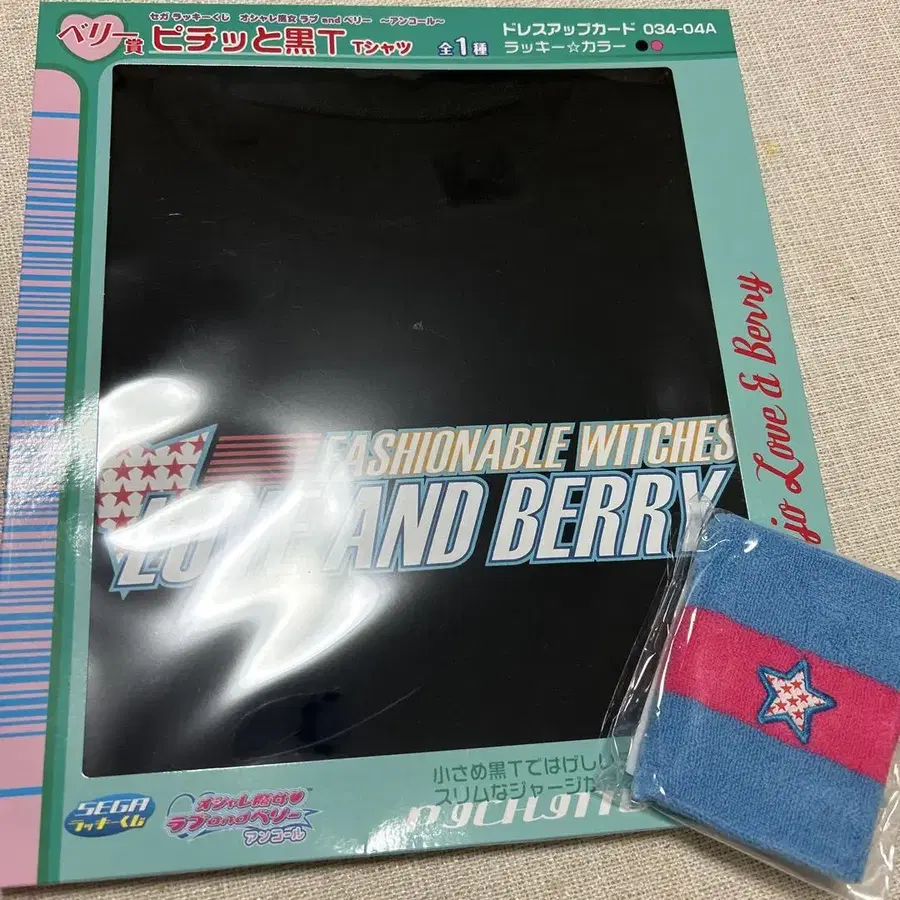 セガ ラッキーくじ オシャレ魔女 ラブ and ベリー ～アンコール～
ベリー賞 ピチッと黒T Tシャツ 全1種
ドレスアップカード 034-04A
ラッキー☆カラー
FASHIONABLE WITCHES
LOVE AND BERRY
Love & Berry
小さめ黒Tではげしい
スリムなジャージ
SEGA
ラッキーくじ
オシャレ魔女♥
ラブandベリー
アンコール